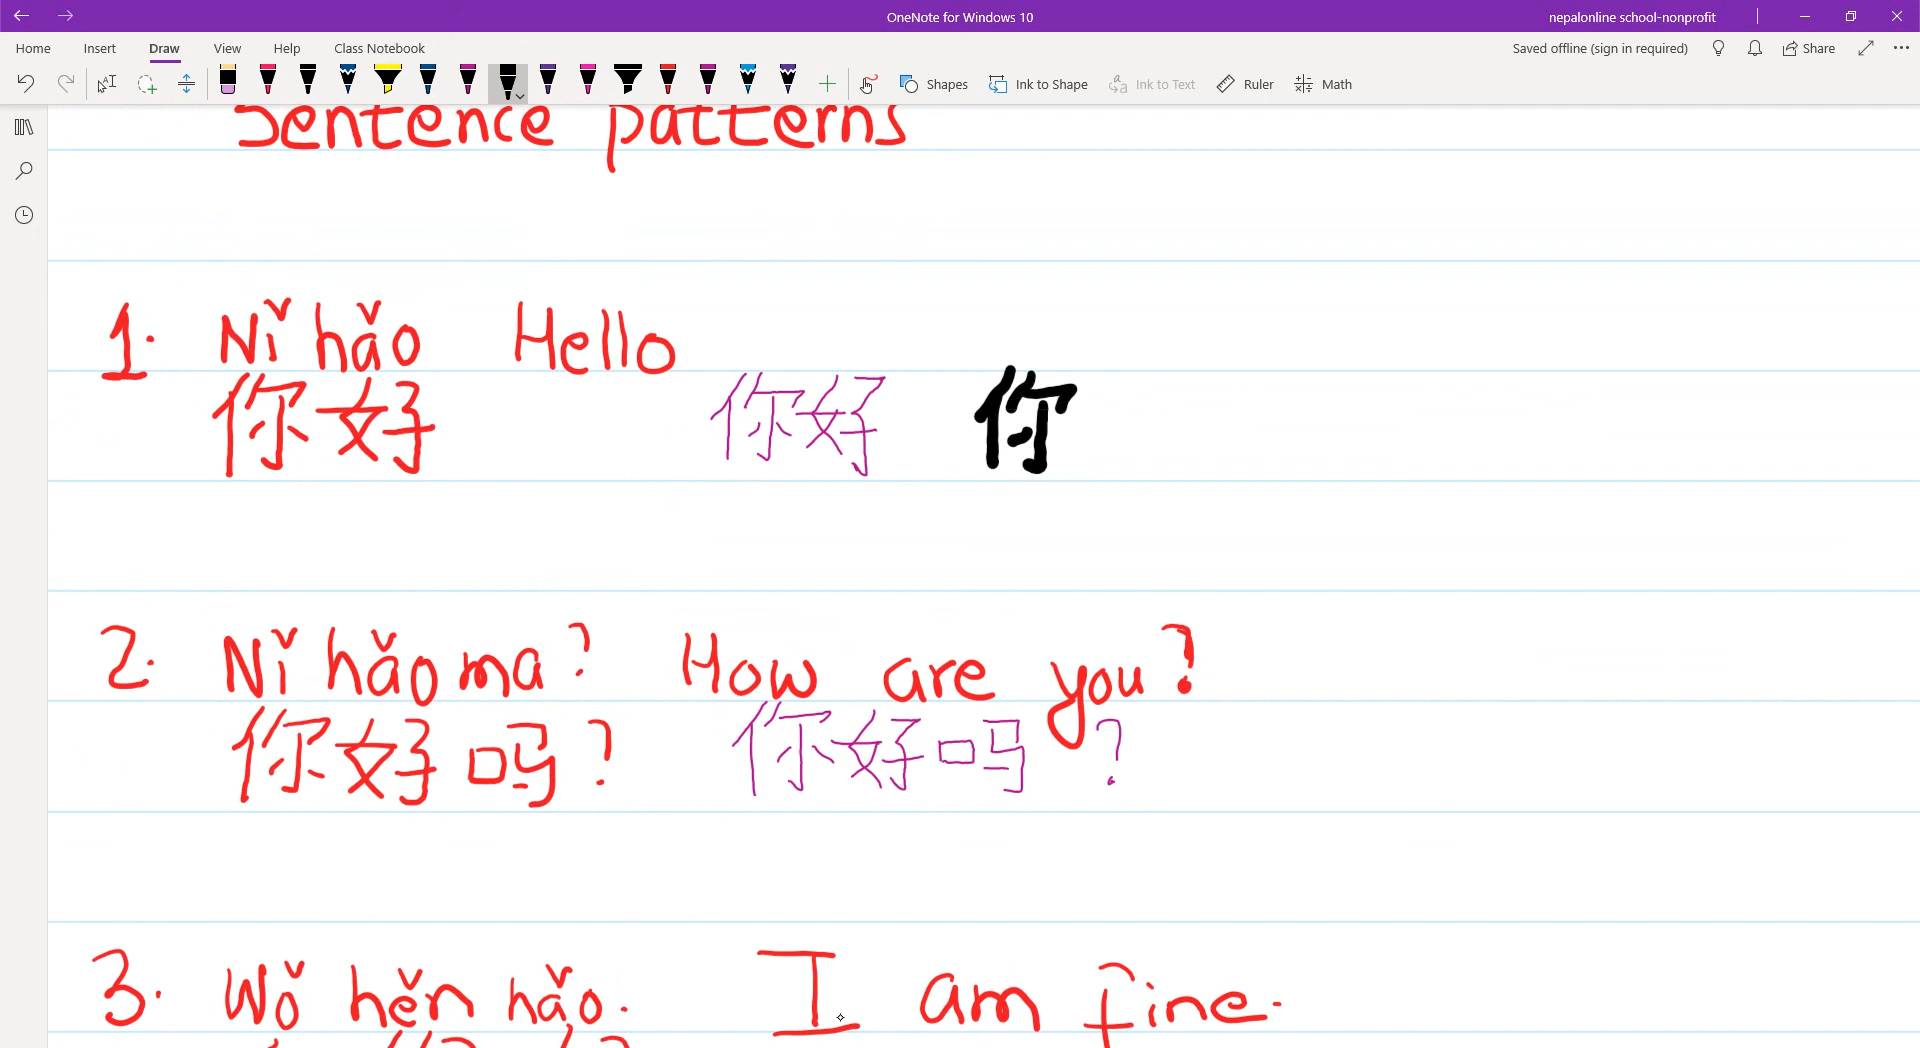 OneNote for Windows 10
nepalonline school-nonprofit
Home Insert Draw View Help Class Notebook
Saved offline (sign in required) Share
Shapes Ink to Shape Ink to Text Ruler Math
Sentence patterns
1. Nǐ hǎo Hello
你好 你好 你
2. Nǐ hǎo ma? How are you?
你好吗? 你好吗?
3. Wǒ hěn hǎo. I am fine.